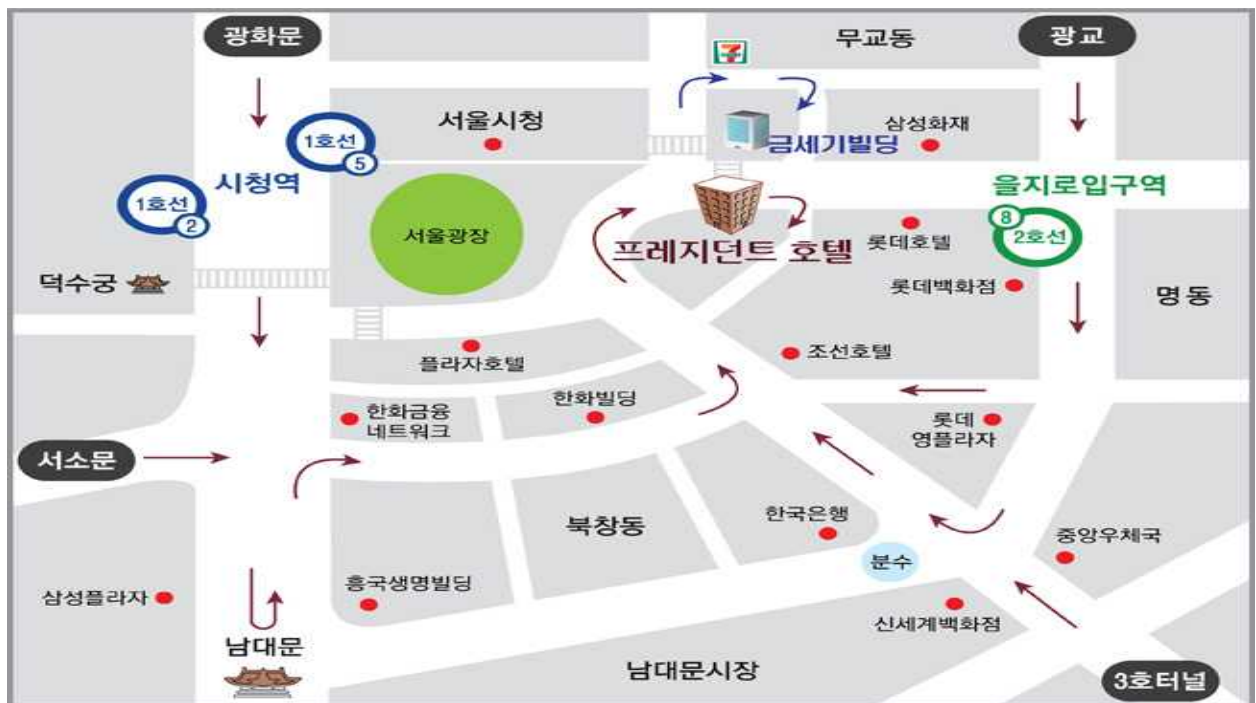 광화문
무교동
광교
7
서울시청
삼성화재
1호선
5
금세기빌딩
시청역
을지로입구역
1호선
2
서울광장
8
2호선
롯데호텔
프레지던트 호텔
덕수궁
롯데백화점
명동
플라자호텔
조선호텔
한화빌딩
한화금융
네트워크
롯데
영플라자
서소문
북창동
한국은행
중앙우체국
분수
흥국생명빌딩
삼성플라자
신세계백화점
남대문
남대문시장
3호터널